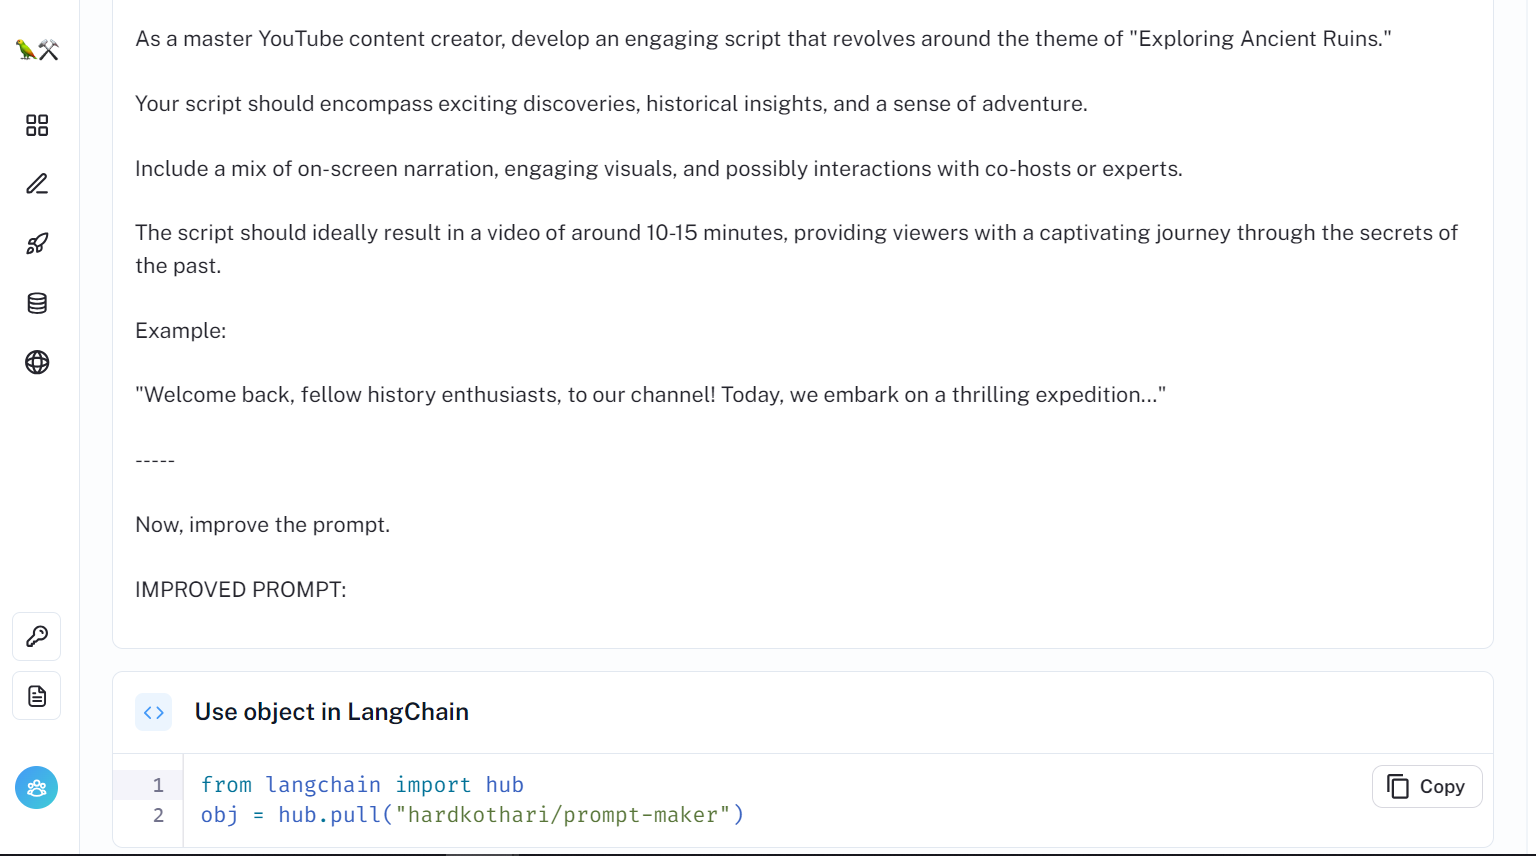 As a master YouTube content creator, develop an engaging script that revolves around the theme of "Exploring Ancient Ruins."
Your script should encompass exciting discoveries, historical insights, and a sense of adventure.
Include a mix of on-screen narration, engaging visuals, and possibly interactions with co-hosts or experts.
The script should ideally result in a video of around 10-15 minutes, providing viewers with a captivating journey through the secrets of
the past.
Example:
"Welcome back, fellow history enthusiasts, to our channel! Today, we embark on a thrilling expedition..."
-----
Now, improve the prompt.
IMPROVED PROMPT:
Use object in LangChain
1 from langchain import hub
Copy
2 obj = hub.pull("hardkothari/prompt-maker")